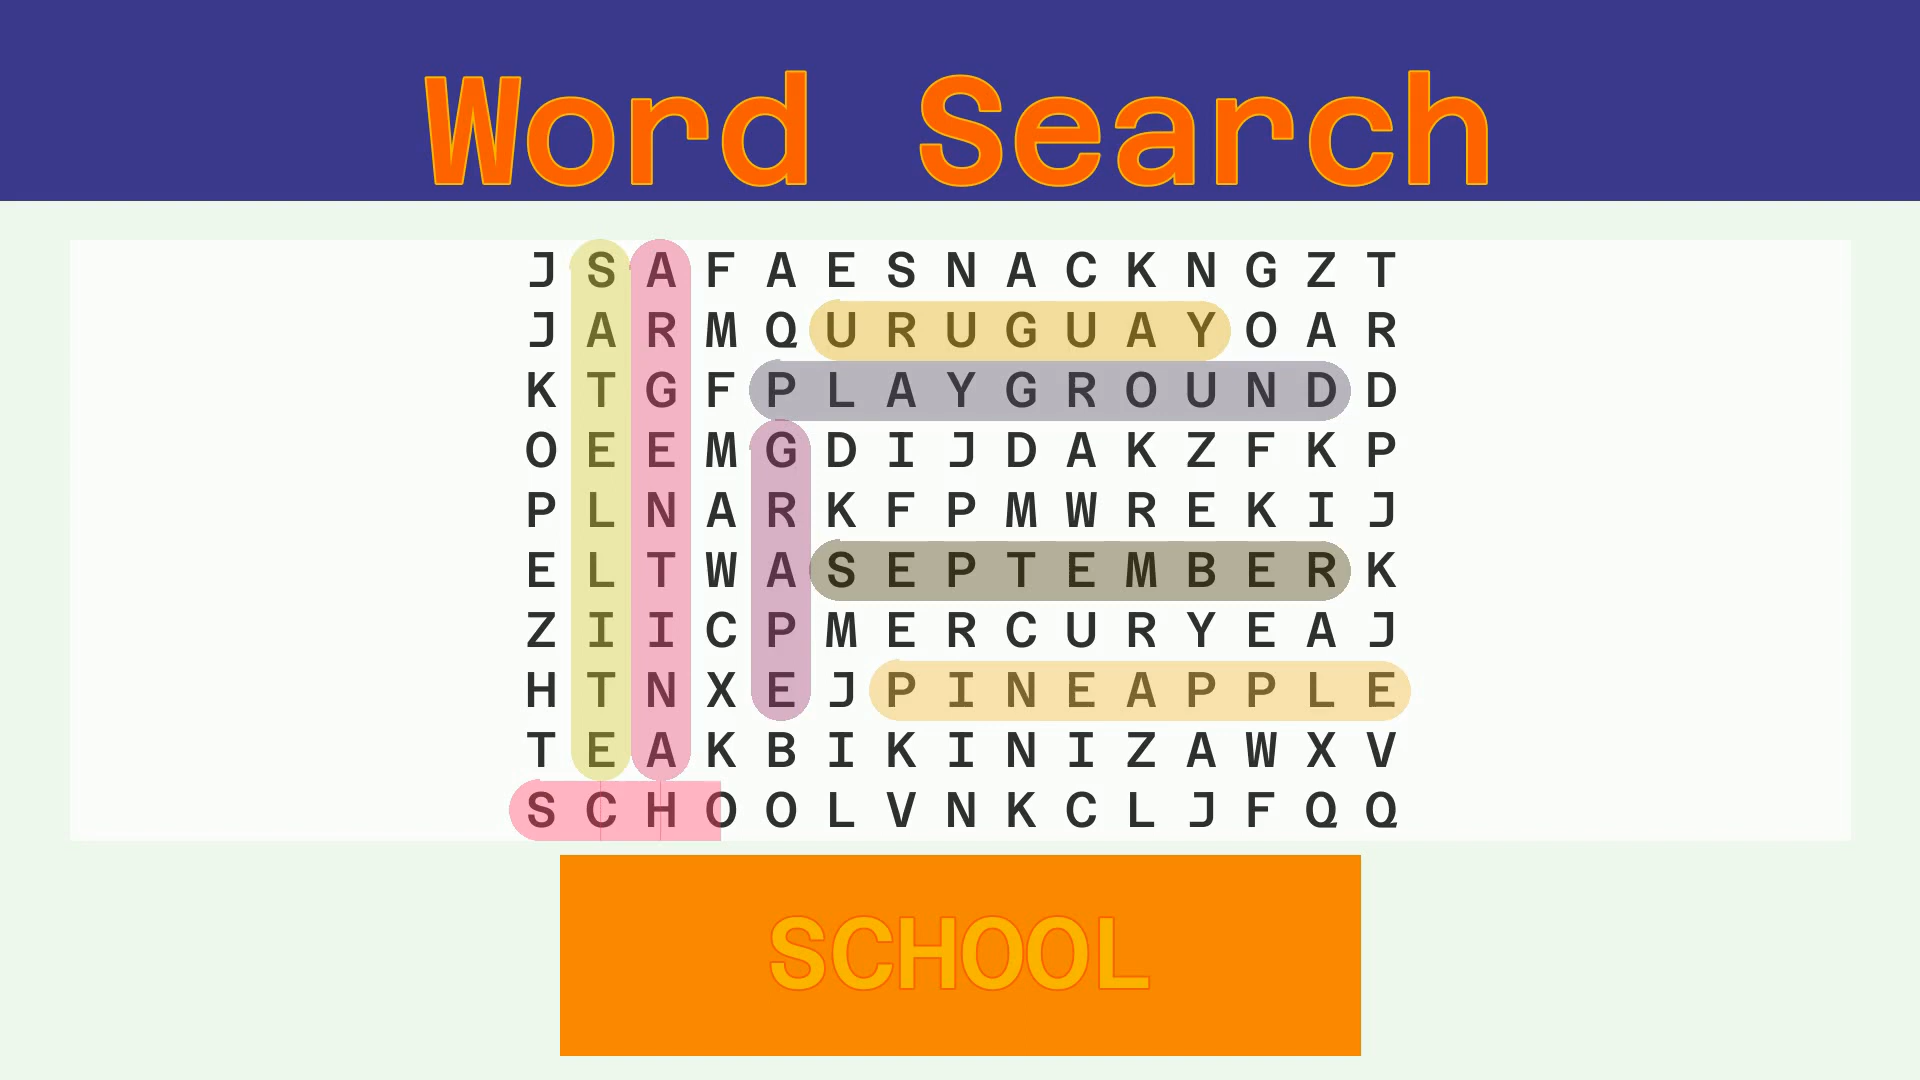 Word Search
J S A F A E S N A C K N G Z T
J A R M Q U R U G U A Y O A R
K T G F P L A Y G R O U N D D
O E E M G D I J D A K Z F K P
P L N A R K F P M W R E K I J
E L T W A S E P T E M B E R K
Z I I C P M E R C U R Y E A J
H T N X E J P I N E A P P L E
T E A K B I K I N I Z A W X V
S C H O O L V N K C L J F Q Q
SCHOOL